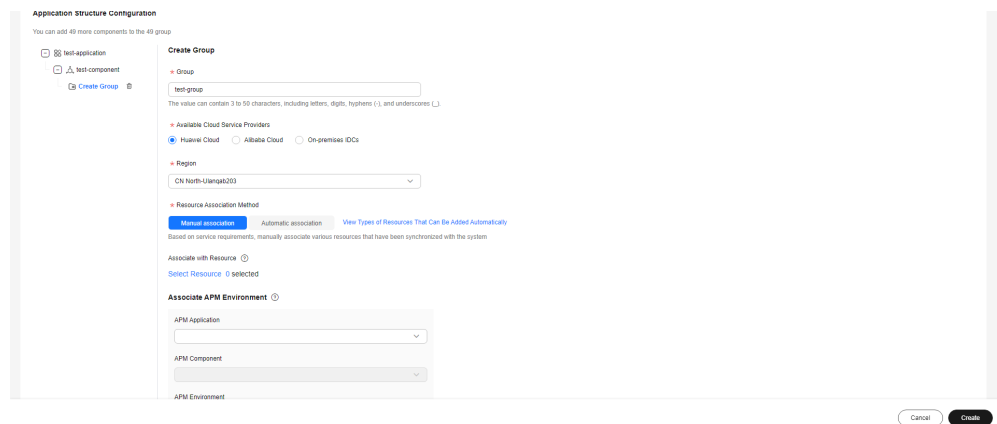 Application Structure Configuration
You can add 49 more components to the 49 group
test-application
test-component
Create Group
Create Group
* Group
test-group
The value can contain 3 to 50 characters, including letters, digits, hyphens (-), and underscores (_).
* Available Cloud Service Providers
Huawei Cloud Alibaba Cloud On-premises IDCs
* Region
CN North-Ulanqab203
* Resource Association Method
Manual association Automatic association View Types of Resources That Can Be Added Automatically
Based on service requirements, manually associate various resources that have been synchronized with the system
Associate with Resource
Select Resource 0 selected
Associate APM Environment
APM Application
APM Component
APM Environment
Cancel Create